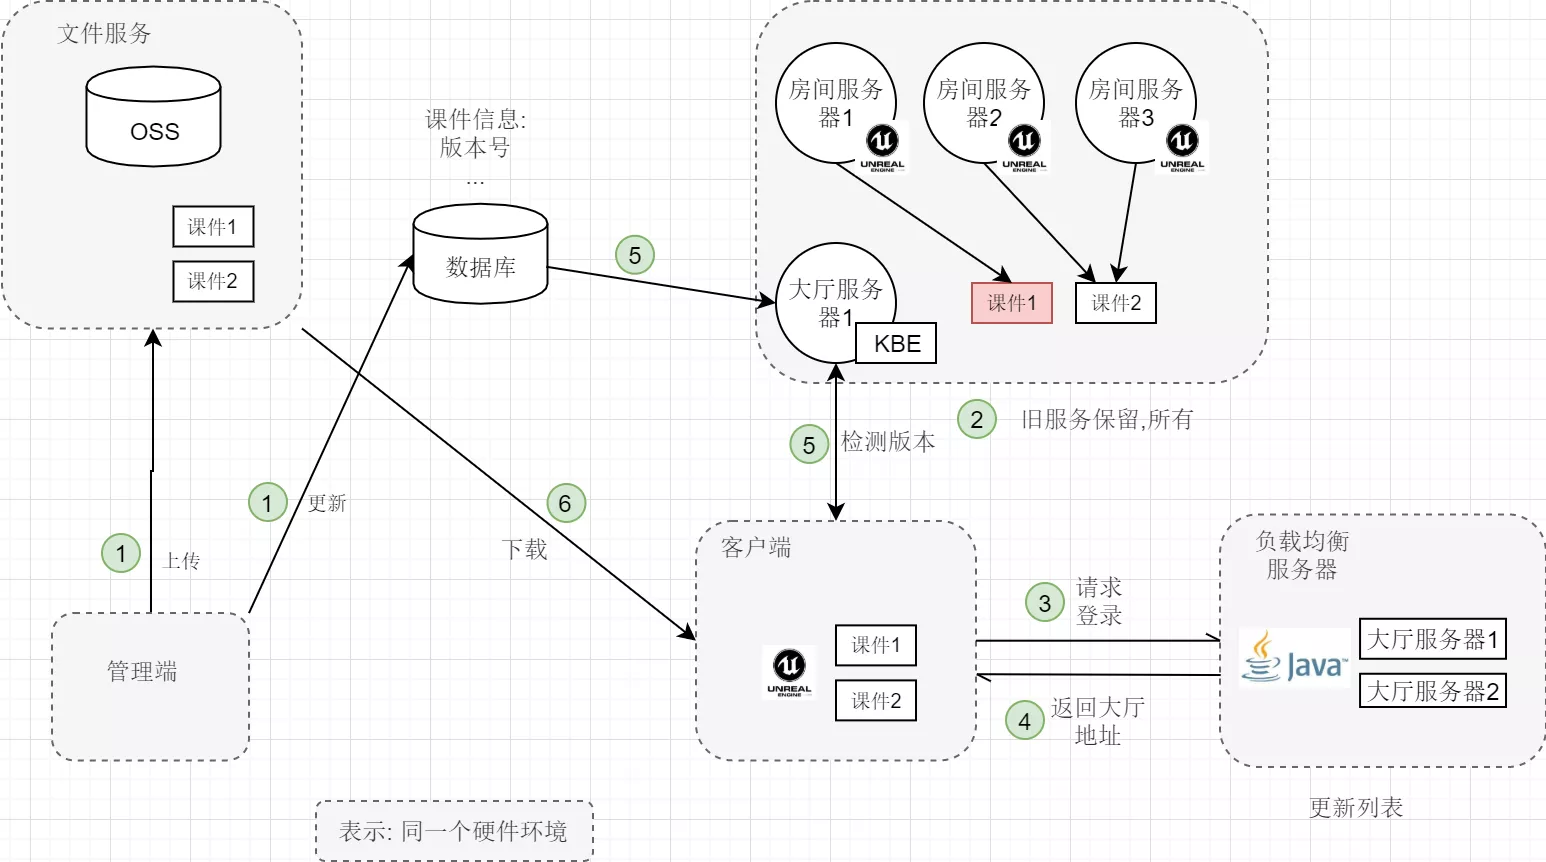 文件服务
OSS
课件1
课件2
课件信息:
版本号
...
数据库
5
房间服务
器1
UNREAL
ENGINE
房间服务
器2
UNREAL
ENGINE
房间服务
器3
UNREAL
ENGINE
大厅服务
器1
KBE
课件1
课件2
5
检测版本
2
旧服务保留,所有
1
更新
1
上传
6
下载
管理端
客户端
UNREAL
ENGINE
课件1
课件2
3
请求
登录
4
返回大厅
地址
负载均衡
服务器
Java™
大厅服务器1
大厅服务器2
更新列表
表示: 同一个硬件环境